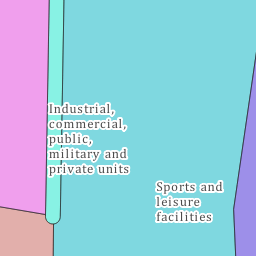 Industrial,
commercial,
public,
military and
private units
Sports and
leisure
facilities